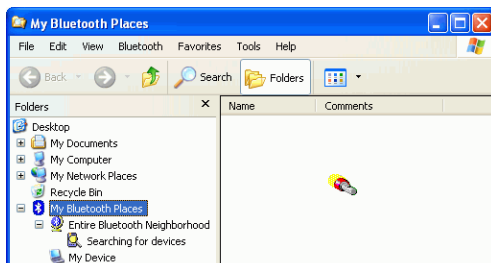 My Bluetooth Places
File Edit View Bluetooth Favorites Tools Help
Back Search Folders
Folders × Name Comments
Desktop
My Documents
My Computer
My Network Places
Recycle Bin
My Bluetooth Places
Entire Bluetooth Neighborhood
Searching for devices
My Device